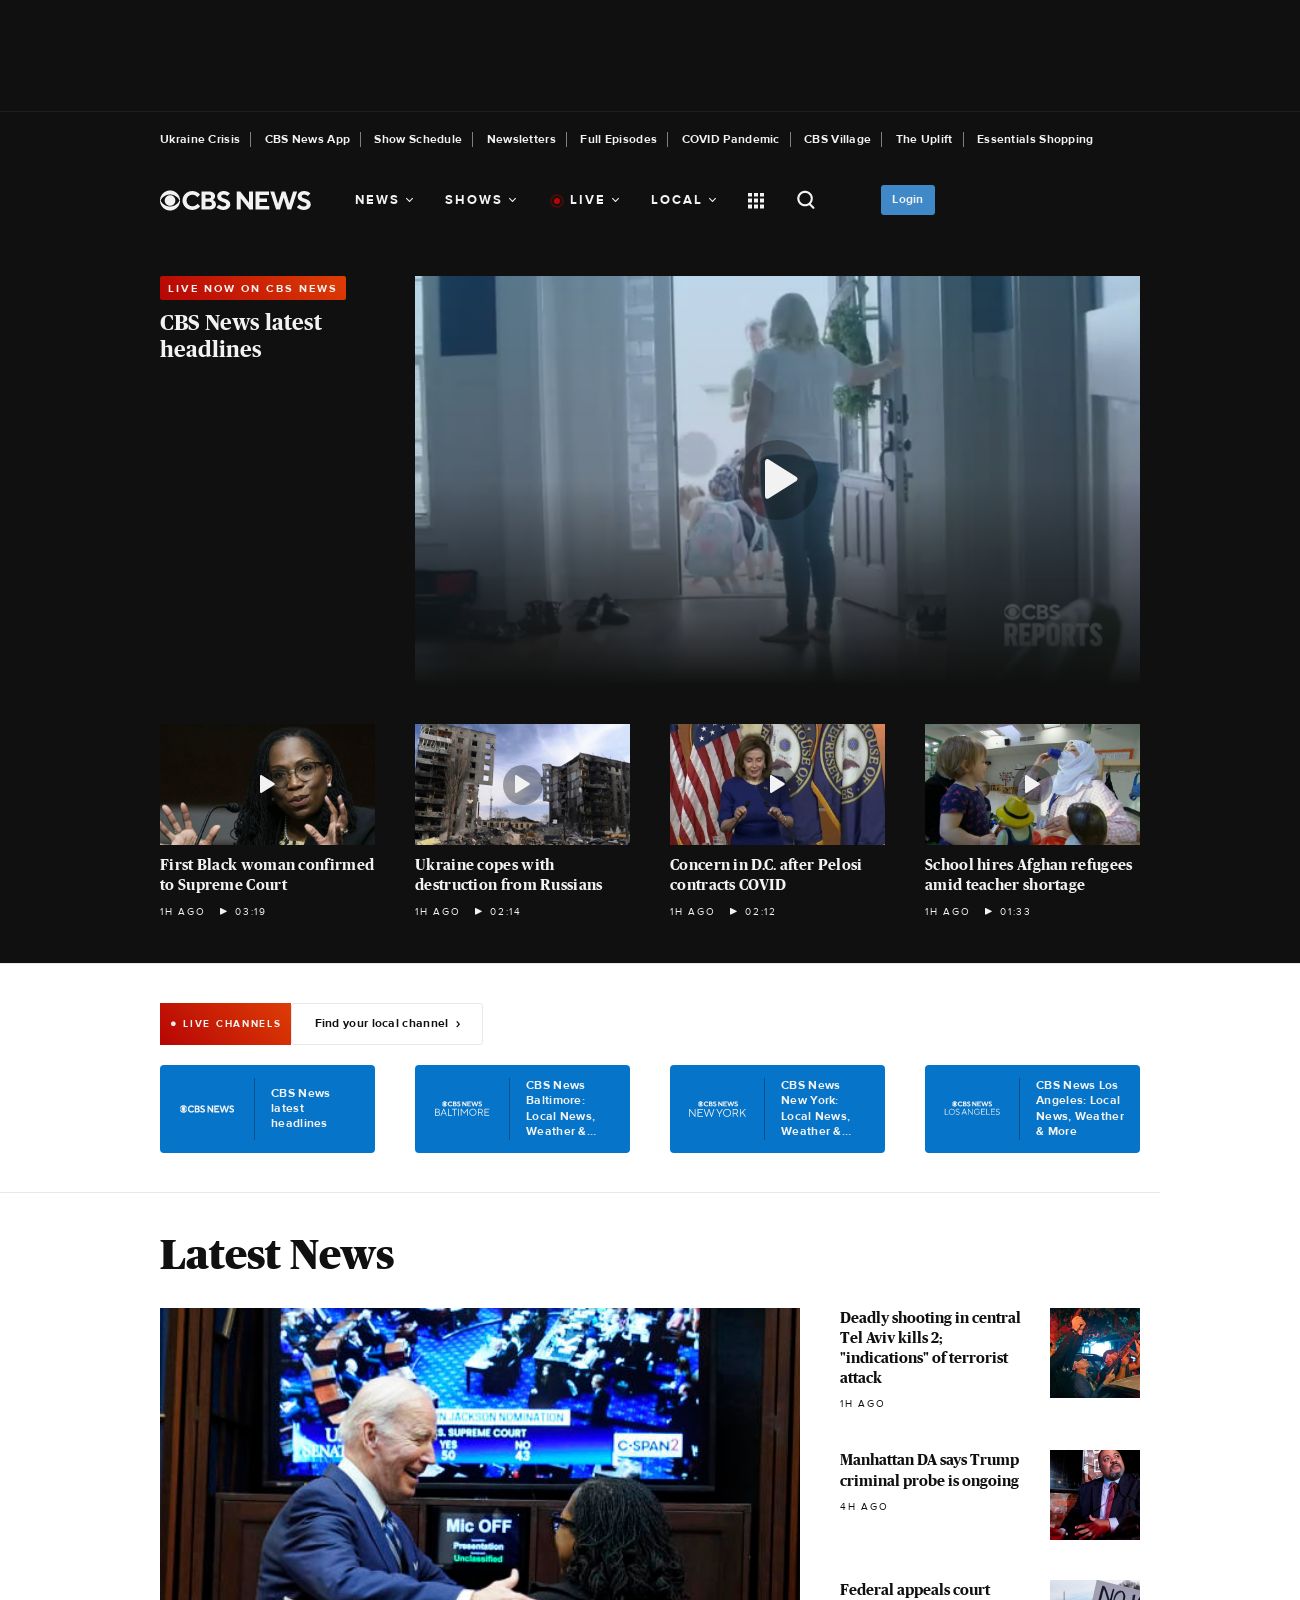 Ukraine Crisis CBS News App Show Schedule Newsletters Full Episodes COVID Pandemic CBS Village The Uplift Essentials Shopping
CBS NEWS NEWS SHOWS LIVE LOCAL Login
LIVE NOW ON CBS NEWS
CBS News latest
headlines
CBS
REPORTS
First Black woman confirmed
to Supreme Court
1H AGO 03:19
Ukraine copes with
destruction from Russians
1H AGO 02:14
Concern in D.C. after Pelosi
contracts COVID
1H AGO 02:12
School hires Afghan refugees
amid teacher shortage
1H AGO 01:33
LIVE CHANNELS
Find your local channel ›
CBS NEWS
CBS News
latest
headlines
CBS NEWS
BALTIMORE
CBS News
Baltimore:
Local News,
Weather &...
CBS NEWS
NEW YORK
CBS News
New York:
Local News,
Weather &...
CBS NEWS
LOS ANGELES
CBS News Los
Angeles: Local
News, Weather
& More
Latest News
N JACKSON NOMINATION
S. SUPREME COURT
YES NO
50 43
C-SPAN2
Mic OFF
Presentation
Unclassified
Deadly shooting in central
Tel Aviv kills 2;
"indications" of terrorist
attack
1H AGO
Manhattan DA says Trump
criminal probe is ongoing
4H AGO
Federal appeals court